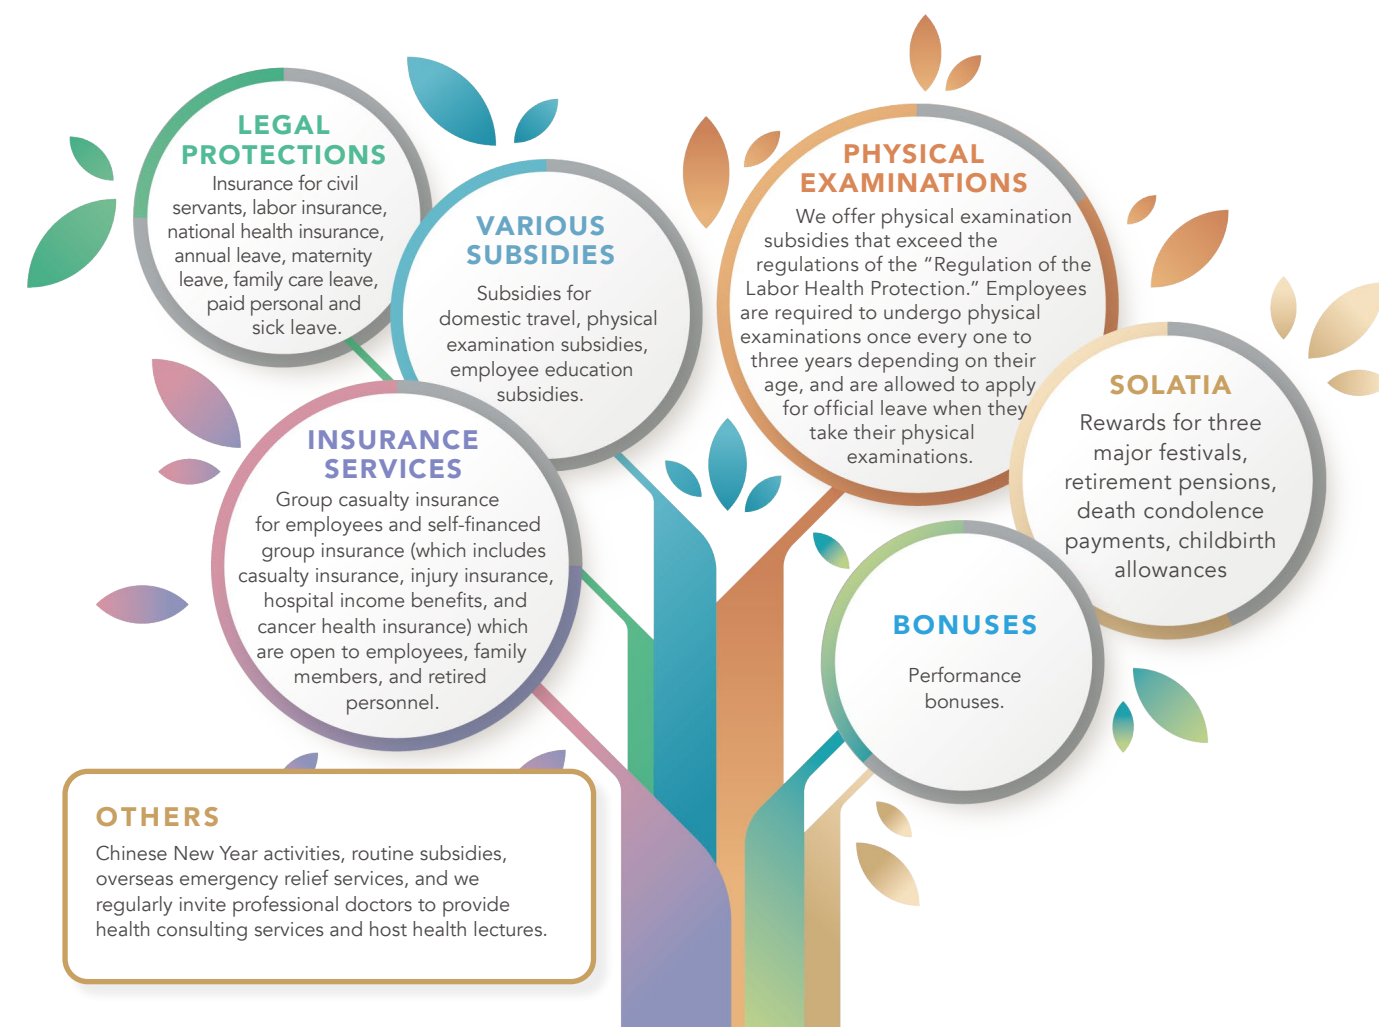 LEGAL
PROTECTIONS
Insurance for civil
servants, labor insurance,
national health insurance,
annual leave, maternity
leave, family care leave,
paid personal and
sick leave.
VARIOUS
SUBSIDIES
Subsidies for
domestic travel, physical
examination subsidies,
employee education
subsidies.
PHYSICAL
EXAMINATIONS
We offer physical examination
subsidies that exceed the
regulations of the “Regulation of the
Labor Health Protection.” Employees
are required to undergo physical
examinations once every one to
three years depending on their
age, and are allowed to apply
for official leave when they
take their physical
examinations.
SOLATIA
Rewards for three
major festivals,
retirement pensions,
death condolence
payments, childbirth
allowances
INSURANCE
SERVICES
Group casualty insurance
for employees and self-financed
group insurance (which includes
casualty insurance, injury insurance,
hospital income benefits, and
cancer health insurance) which
are open to employees, family
members, and retired
personnel.
BONUSES
Performance
bonuses.
OTHERS
Chinese New Year activities, routine subsidies,
overseas emergency relief services, and we
regularly invite professional doctors to provide
health consulting services and host health lectures.